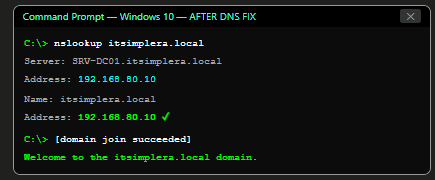 Command Prompt — Windows 10 — AFTER DNS FIX
C:\> nslookup itsimplera.local
Server: SRV-DC01.itsimplera.local
Address: 192.168.80.10
Name: itsimplera.local
Address: 192.168.80.10 ✓
C:\> [domain join succeeded]
Welcome to the itsimplera.local domain.